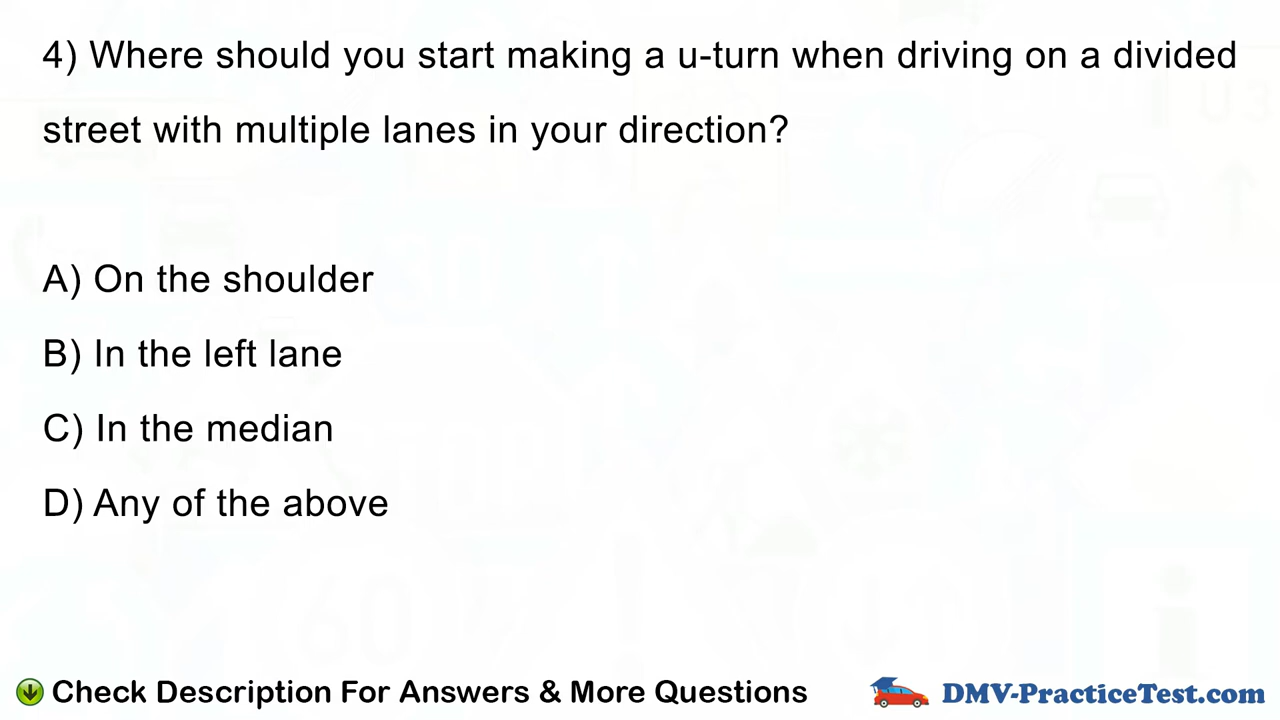 4) Where should you start making a u-turn when driving on a divided
street with multiple lanes in your direction?
A) On the shoulder
B) In the left lane
C) In the median
D) Any of the above
Check Description For Answers & More Questions
DMV-PracticeTest.com